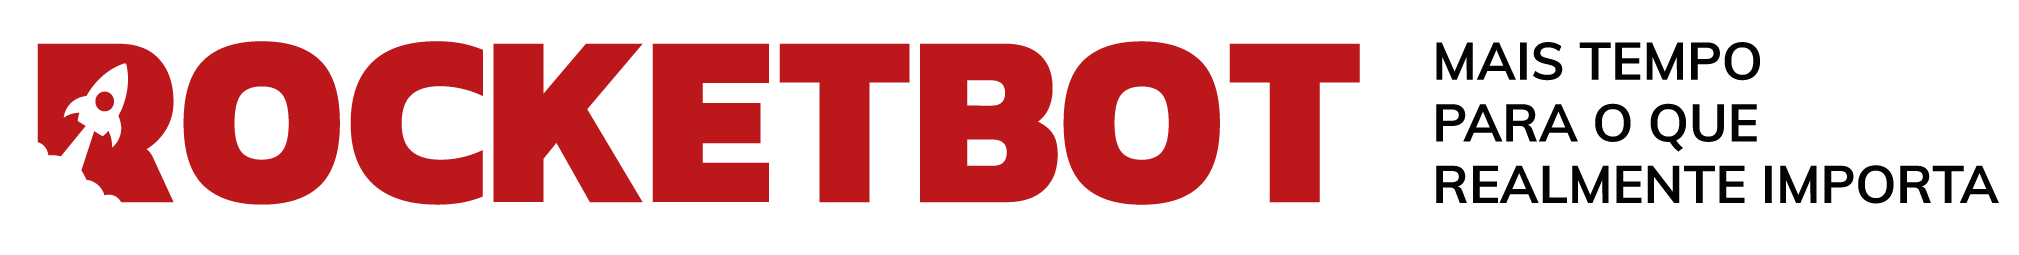 ROCKETBOT
MAIS TEMPO
PARA O QUE
REALMENTE IMPORTA